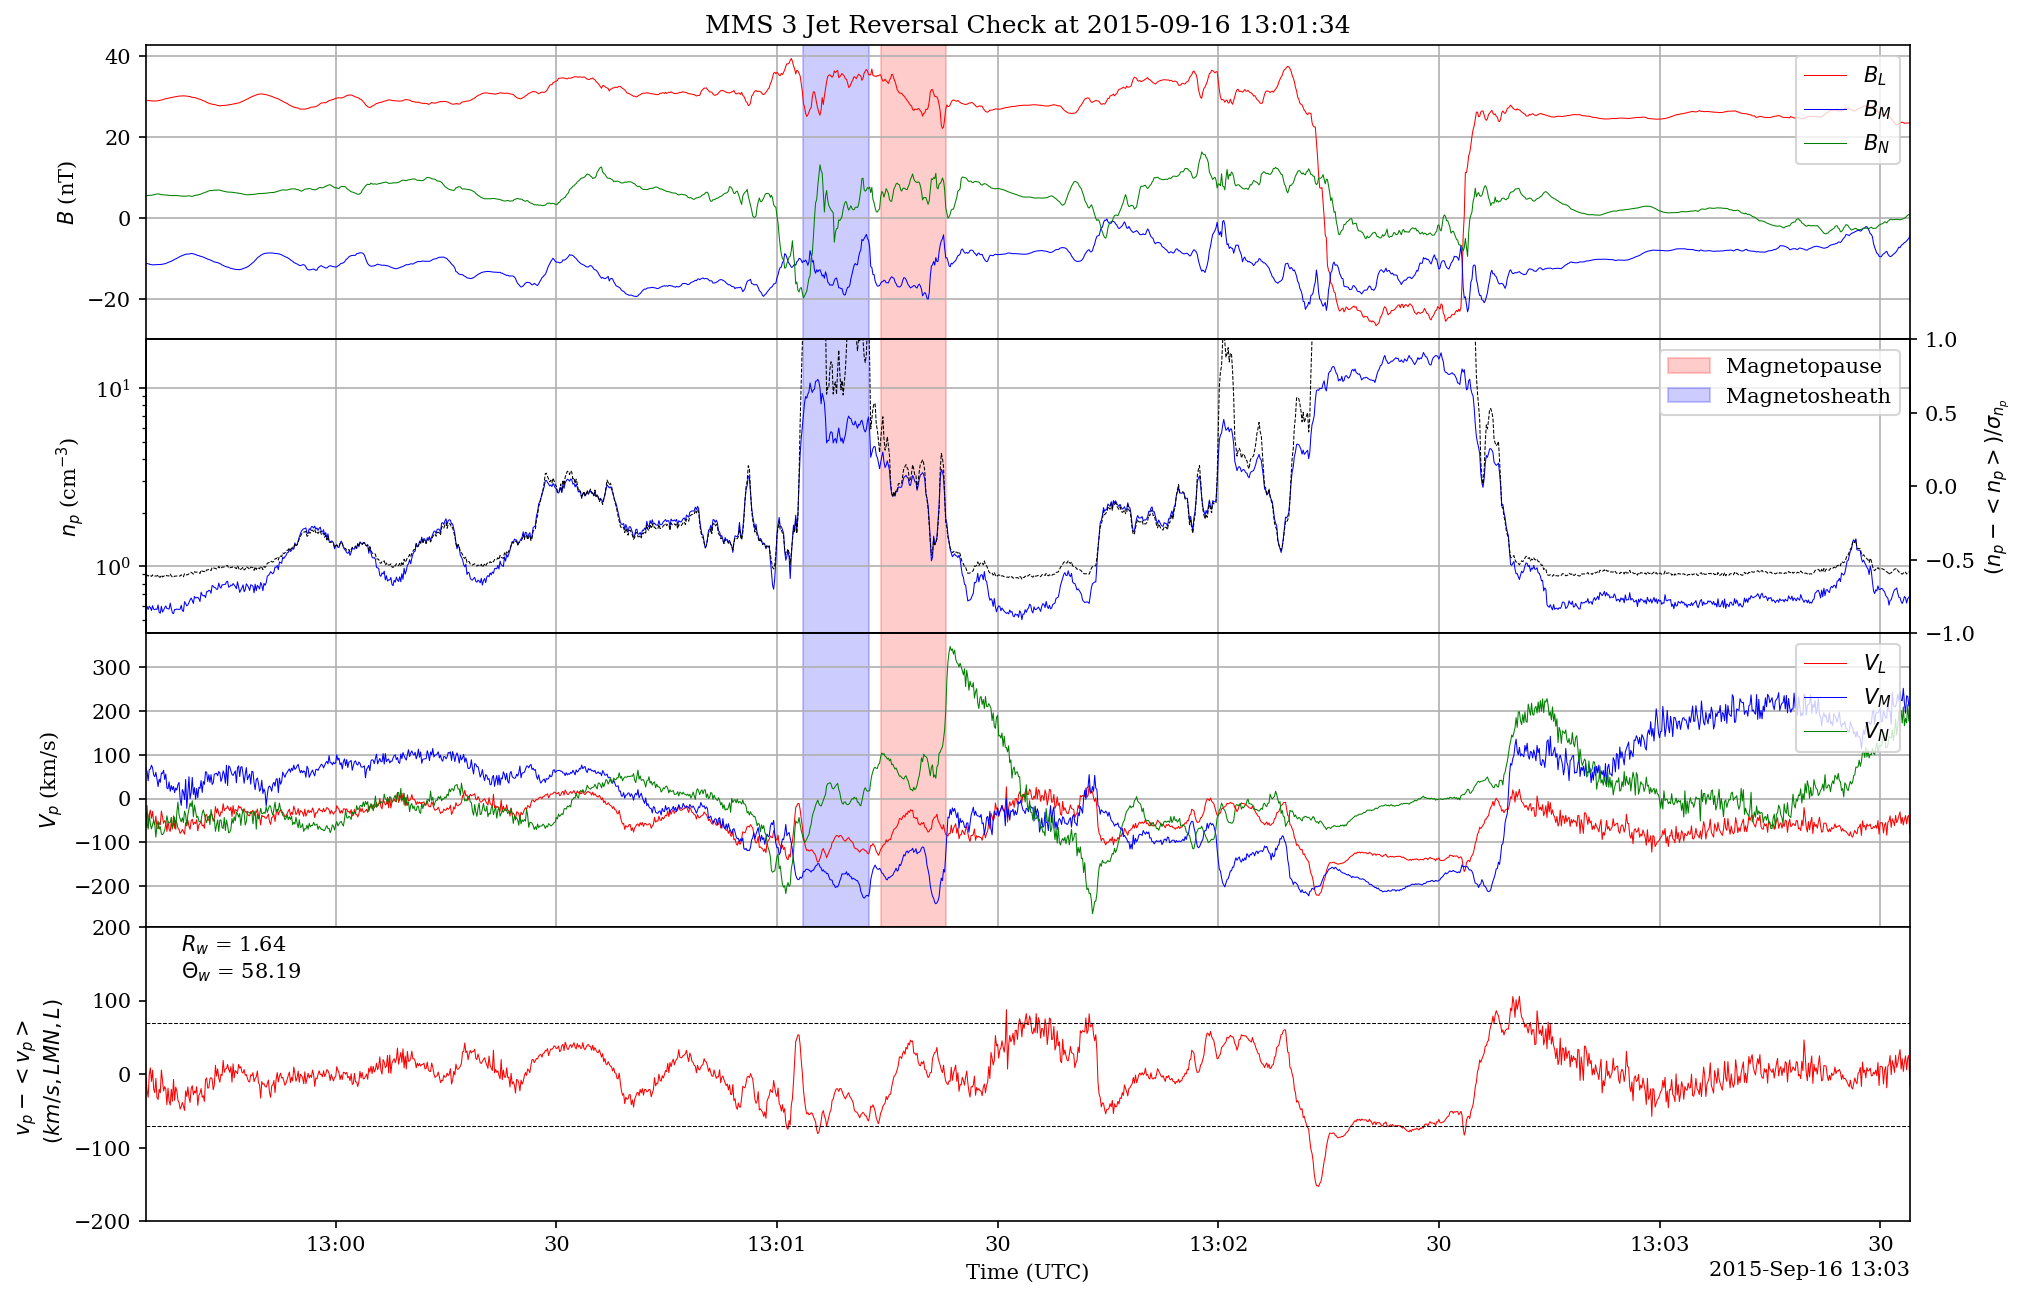 MMS 3 Jet Reversal Check at 2015-09-16 13:01:34
40
20
0
−20
B (nT)
B_L
B_M
B_N
10^1
10^0
n_p (cm^−3)
Magnetopause
Magnetosheath
1.0
0.5
0.0
−0.5
−1.0
(n_p − < n_p >)/σ_n_p
300
200
100
0
−100
−200
V_p (km/s)
V_L
V_M
V_N
200
100
0
−100
−200
v_p − < v_p >
(km/s, LMN, L)
R_w = 1.64
Θ_w = 58.19
13:00
30
13:01
30
13:02
30
13:03
30
Time (UTC)
2015-Sep-16 13:03